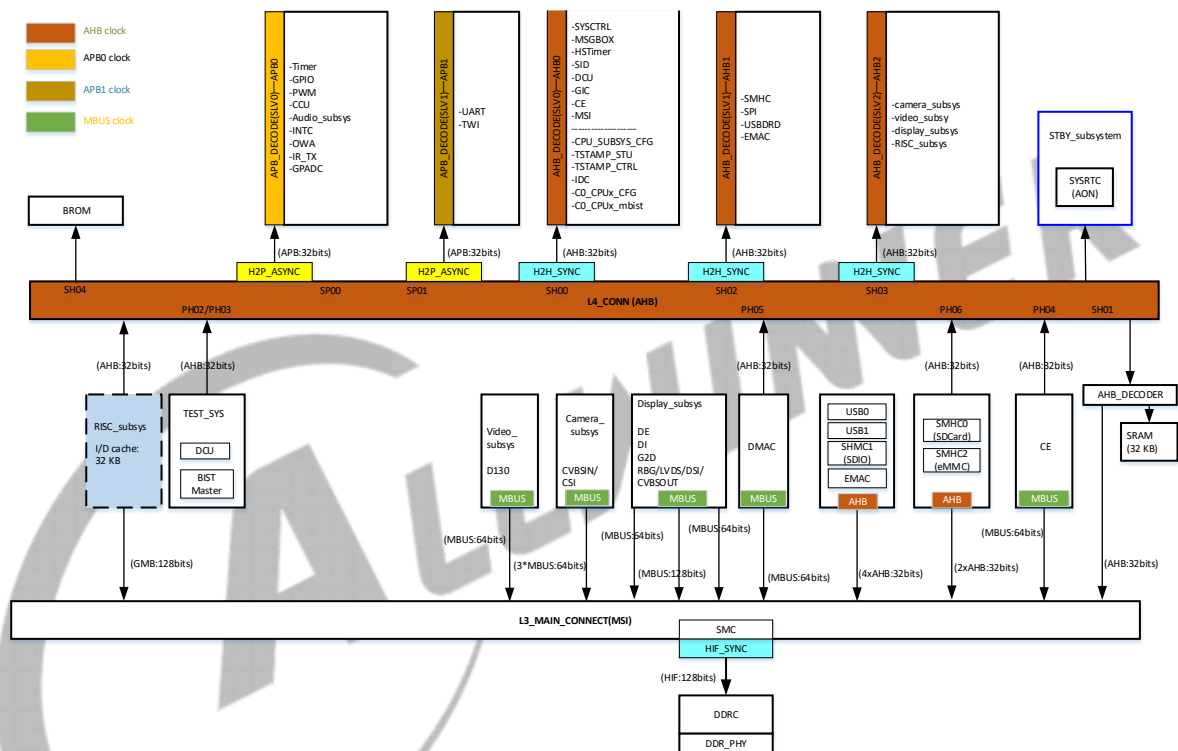 AHB clock
APB0 clock
APB1 clock
MBUS clock
APB_DECODE(SLV0)—APB0
-Timer
-GPIO
-PWM
-CCU
-Audio_subsys
-INTC
-OWA
-IR_TX
-GPADC
APB_DECODE(SLV1)—APB1
-UART
-TWI
AHB_DECODE(SLV0)—AHB0
-SYSCTRL
-MSGBOX
-HSTimer
-SID
-DCU
-GIC
-CE
-MSI
--------------------
-CPU_SUBSYS_CFG
-TSTAMP_STU
-TSTAMP_CTRL
-IDC
-C0_CPUx_CFG
-C0_CPUx_mbist
AHB_DECODE(SLV1)—AHB1
-SMHC
-SPI
-USBDRD
-EMAC
AHB_DECODE(SLV2)—AHB2
-camera_subsys
-video_subsy
-display_subsys
-RISC_subsys
STBY_subsystem
SYSRTC
(AON)
BROM
(APB:32bits)
(APB:32bits)
(AHB:32bits)
(AHB:32bits)
(AHB:32bits)
H2P_ASYNC
H2P_ASYNC
H2H_SYNC
H2H_SYNC
H2H_SYNC
SH04
SP00
SP01
SH00
SH02
SH03
L4_CONN (AHB)
PH02/PH03
PH05
PH06
PH04
SH01
(AHB:32bits)
(AHB:32bits)
(AHB:32bits)
(AHB:32bits)
(AHB:32bits)
RISC_subsys
I/D cache:
32 KB
TEST_SYS
DCU
BIST
Master
Video_
subsys
D130
MBUS
Camera_
subsys
CVBSIN/
CSI
MBUS
Display_subsys
DE
DI
G2D
RBG/LVDS/DSI/
CVBSOUT
MBUS
DMAC
MBUS
USB0
USB1
SHMC1
(SDIO)
EMAC
AHB
SMHC0
(SDCard)
SMHC2
(eMMC)
AHB
CE
MBUS
AHB_DECODER
SRAM
(32 KB)
(GMB:128bits)
(MBUS:64bits)
(3*MBUS:64bits)
(MBUS:64bits)
(MBUS:128bits)
(MBUS:64bits)
(MBUS:64bits)
(4xAHB:32bits)
(2xAHB:32bits)
(MBUS:64bits)
(AHB:32bits)
L3_MAIN_CONNECT(MSI)
SMC
HIF_SYNC
(HIF:128bits)
DDRC
DDR_PHY
ALLWINNER